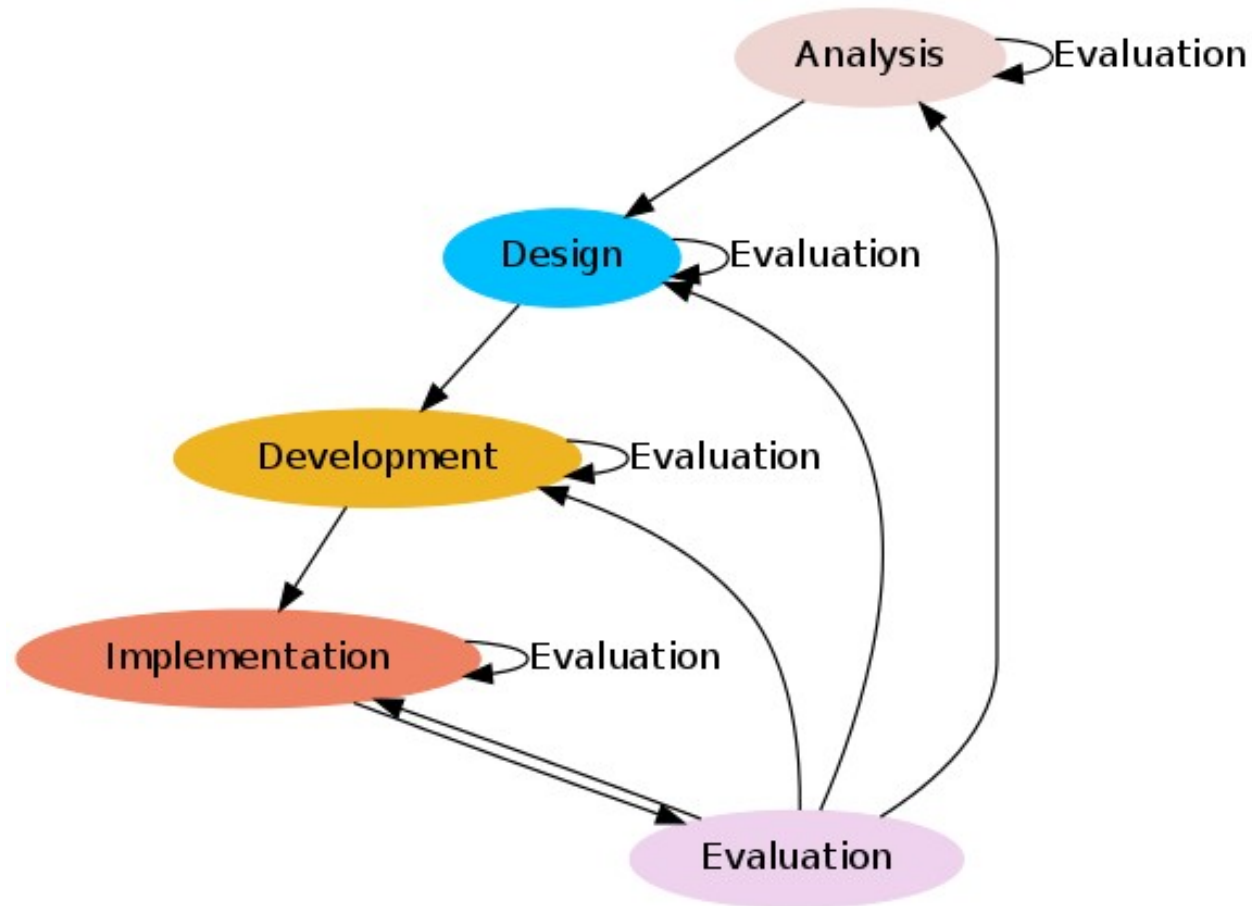 Analysis
Evaluation
Design
Evaluation
Development
Evaluation
Implementation
Evaluation
Evaluation